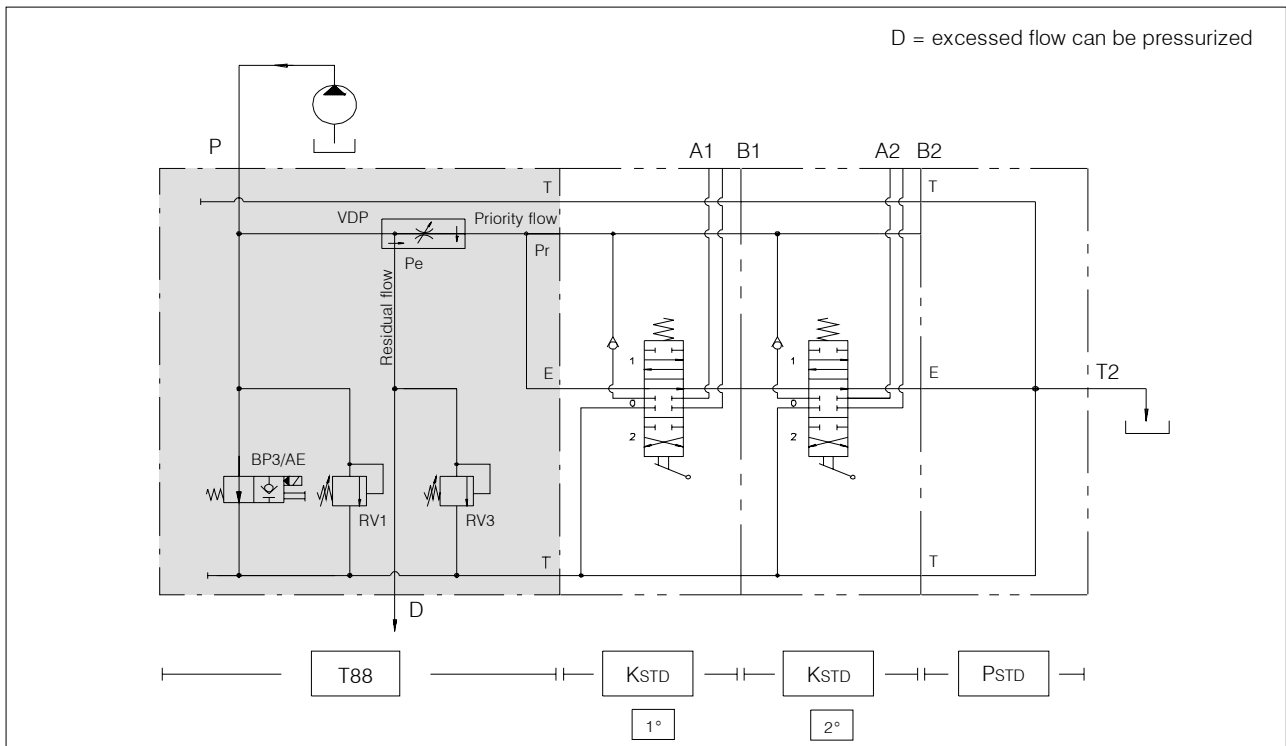 D = excessed flow can be pressurized
P
A1 B1
A2 B2
T
T
VDP
Priority flow
Pe
Pr
Residual flow
1
1
E
E
T2
0
0
2
2
BP3/AE
RV1
RV3
T
T
D
T88
KSTD
KSTD
PSTD
1°
2°